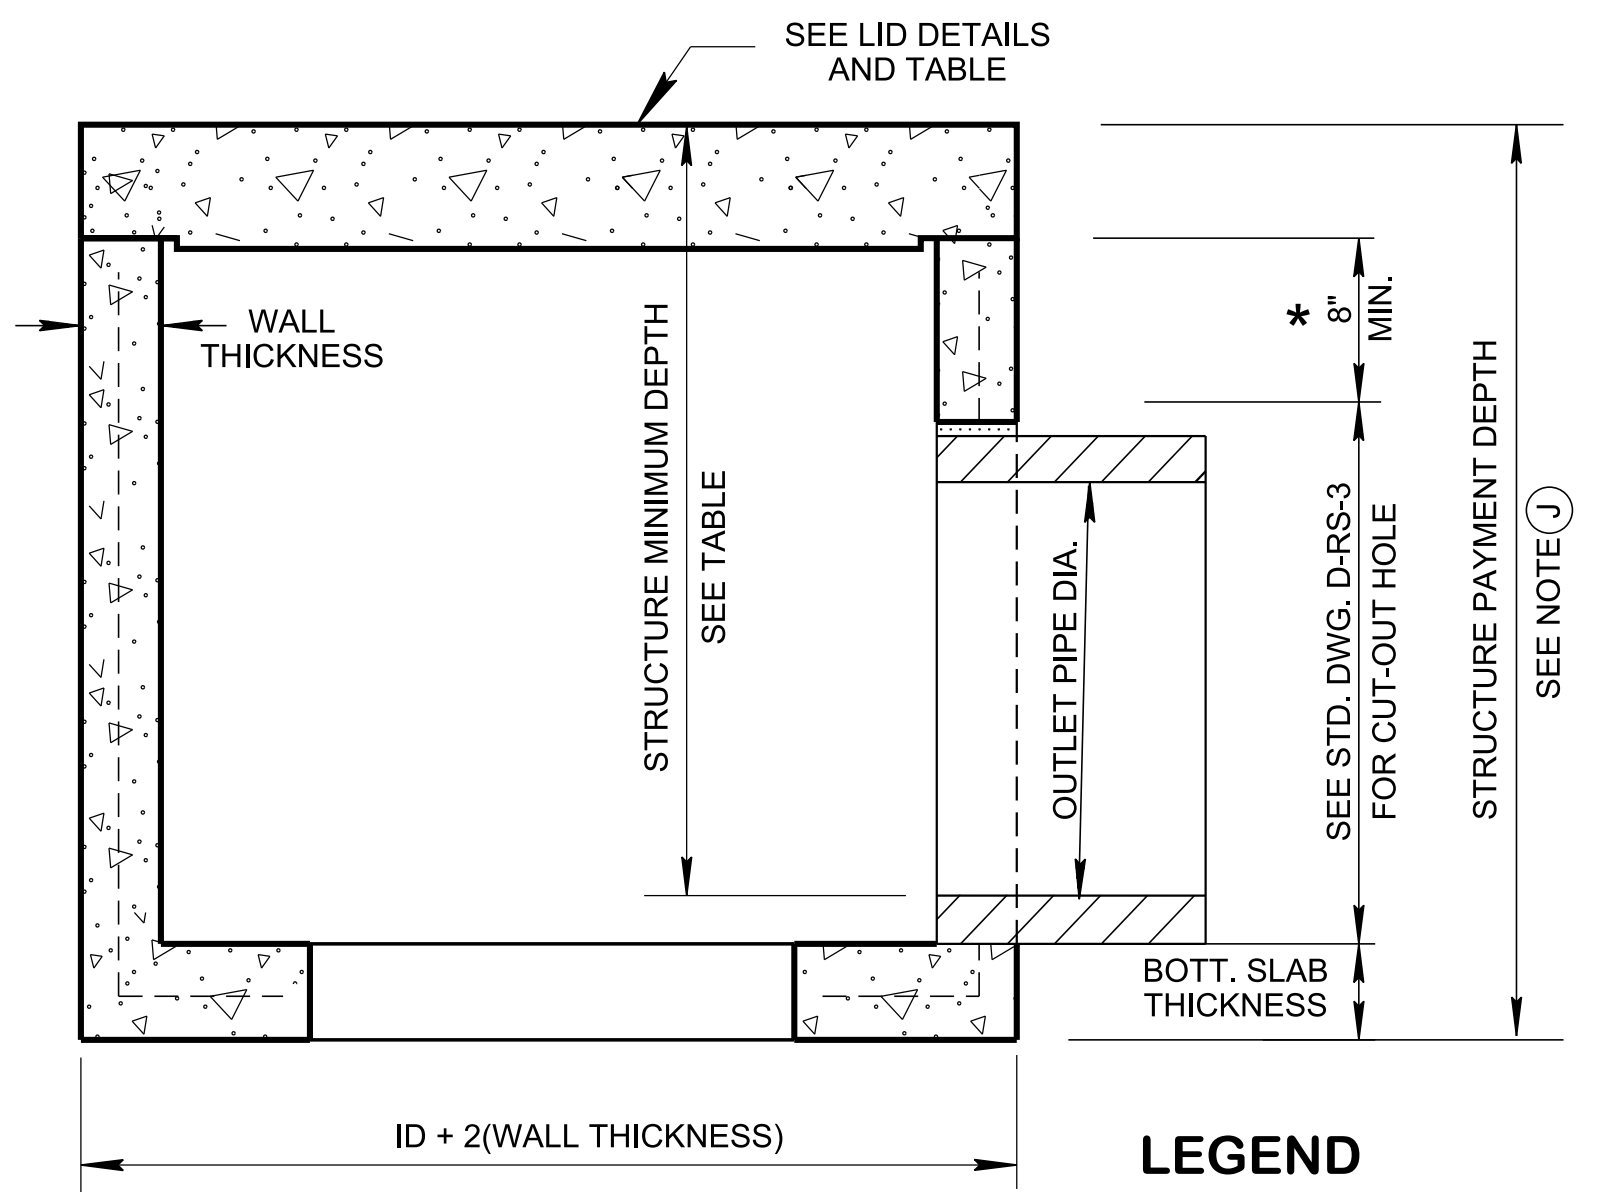 SEE LID DETAILS
AND TABLE
WALL
THICKNESS
STRUCTURE MINIMUM DEPTH
SEE TABLE
OUTLET PIPE DIA.
* 8"
MIN.
SEE STD. DWG. D-RS-3
FOR CUT-OUT HOLE
STRUCTURE PAYMENT DEPTH
SEE NOTE J
BOTT. SLAB
THICKNESS
ID + 2(WALL THICKNESS)
LEGEND